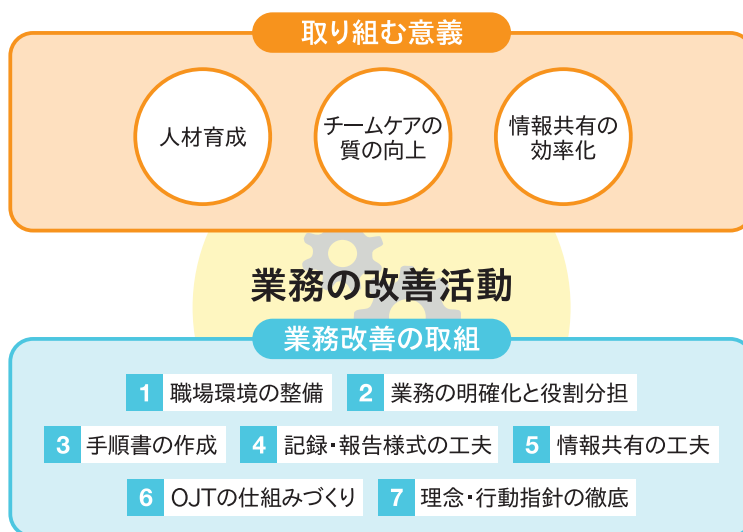 取り組む意義
人材育成
チームケアの
質の向上
情報共有の
効率化
業務の改善活動
業務改善の取組
1 職場環境の整備 2 業務の明確化と役割分担
3 手順書の作成 4 記録・報告様式の工夫 5 情報共有の工夫
6 OJTの仕組みづくり 7 理念・行動指針の徹底